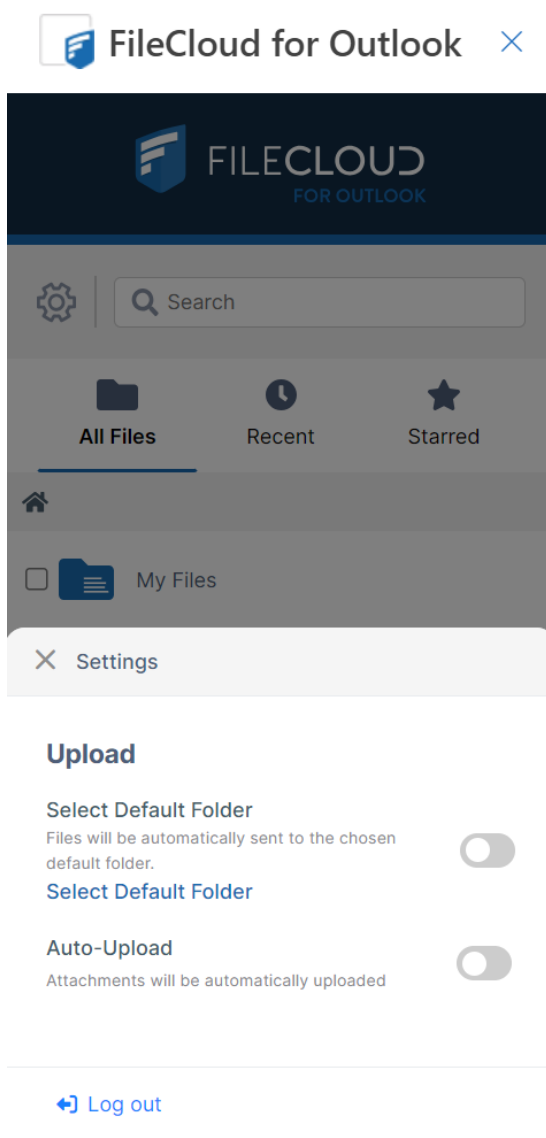 FileCloud for Outlook
FILECLOUD
FOR OUTLOOK
Search
All Files
Recent
Starred
My Files
Settings
Upload
Select Default Folder
Files will be automatically sent to the chosen
default folder.
Select Default Folder
Auto-Upload
Attachments will be automatically uploaded
Log out